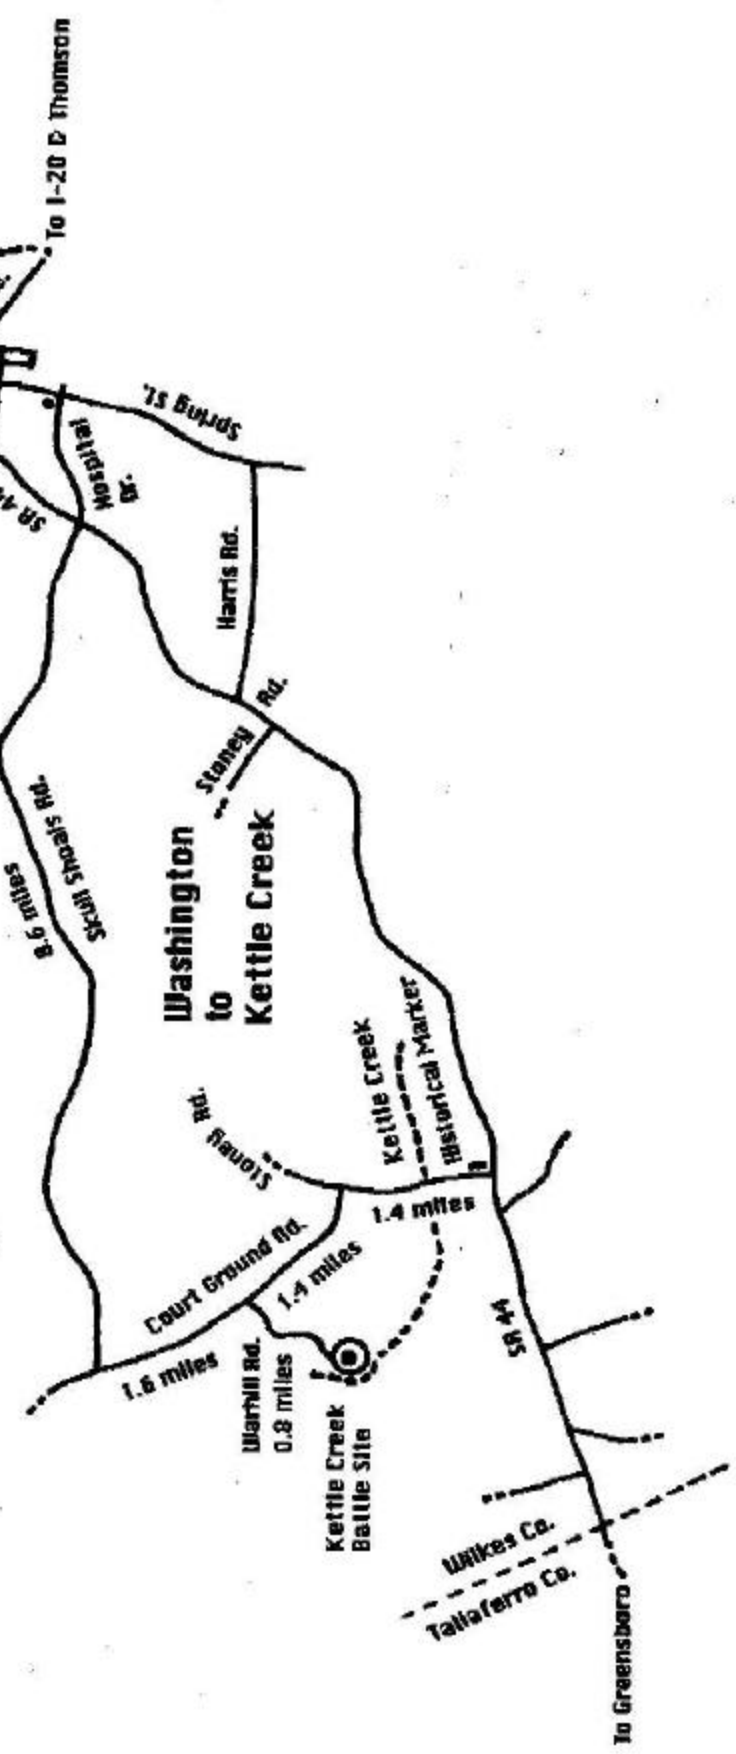 To I-20 & Thomson
Spring St.
Hospital
Dr.
SR 44
Harris Rd.
Stoney Rd.
8.6 miles
Skull Shoals Rd.
Washington
to
Kettle Creek
Stoney Rd.
Kettle Creek
Historical Marker
1.4 miles
Court Ground Rd.
1.4 miles
1.6 miles
Warhill Rd.
0.8 miles
Kettle Creek
Battle Site
SR 44
Wilkes Co.
Taliaferro Co.
To Greensboro